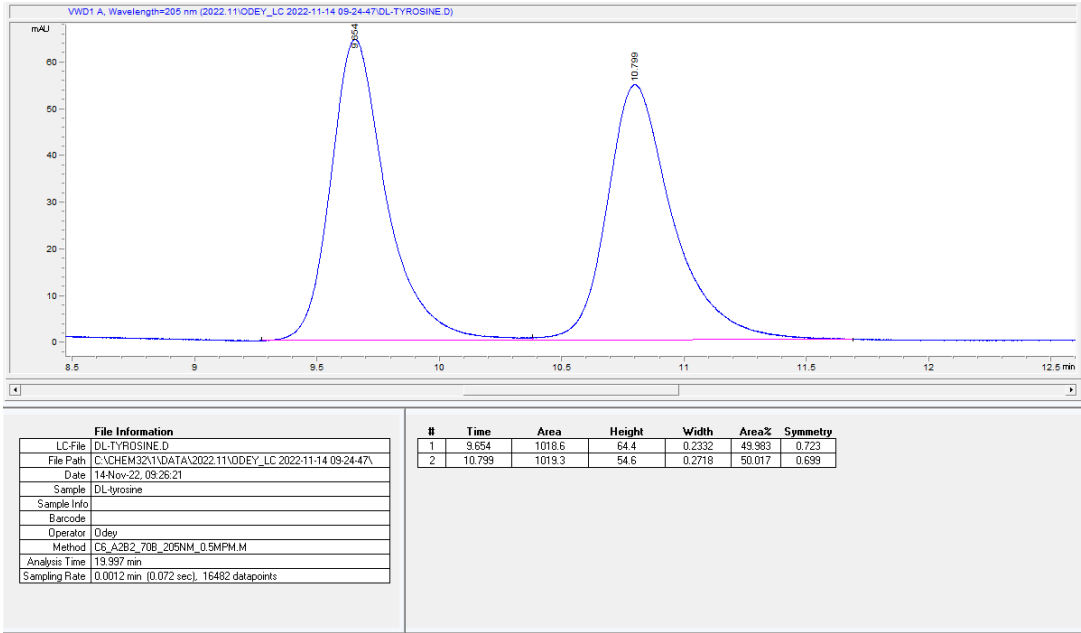 VWD1 A, Wavelength=205 nm (2022.11\ODEY_LC 2022-11-14 09-24-47\DL-TYROSINE.D)
mAU
60
50
40
30
20
10
0
9.654
10.799
8.5 9 9.5 10 10.5 11 11.5 12 12.5 min
File Information
LC-File DL-TYROSINE.D
File Path C:\CHEM32\1\DATA\2022.11\ODEY_LC 2022-11-14 09-24-47\
Date 14-Nov-22, 09:26:21
Sample DL-tyrosine
Sample Info
Barcode
Operator Odey
Method C6_A2B2_70B_205NM_0.5MPM.M
Analysis Time 19.997 min
Sampling Rate 0.0012 min (0.072 sec), 16482 datapoints
# Time Area Height Width Area% Symmetry
1 9.654 1018.6 64.4 0.2332 49.983 0.723
2 10.799 1019.3 54.6 0.2718 50.017 0.699